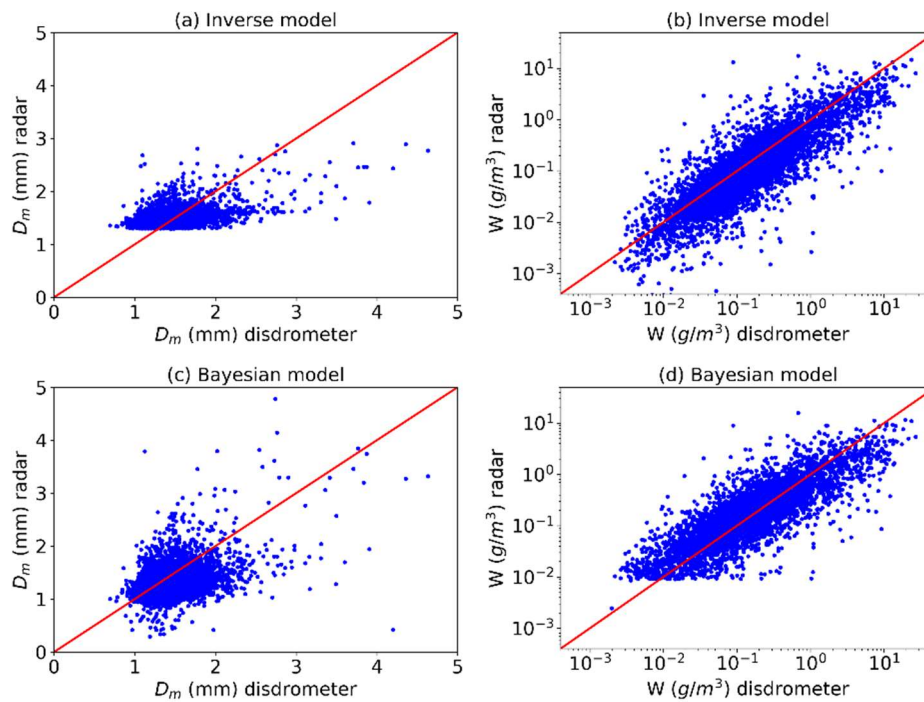 (a) Inverse model
5
4
3
2
1
0
D_m (mm) radar
0 1 2 3 4 5
D_m (mm) disdrometer
(b) Inverse model
10^1
10^0
10^-1
10^-2
10^-3
W (g/m^3) radar
10^-3 10^-2 10^-1 10^0 10^1
W (g/m^3) disdrometer
(c) Bayesian model
5
4
3
2
1
0
D_m (mm) radar
0 1 2 3 4 5
D_m (mm) disdrometer
(d) Bayesian model
10^1
10^0
10^-1
10^-2
10^-3
W (g/m^3) radar
10^-3 10^-2 10^-1 10^0 10^1
W (g/m^3) disdrometer